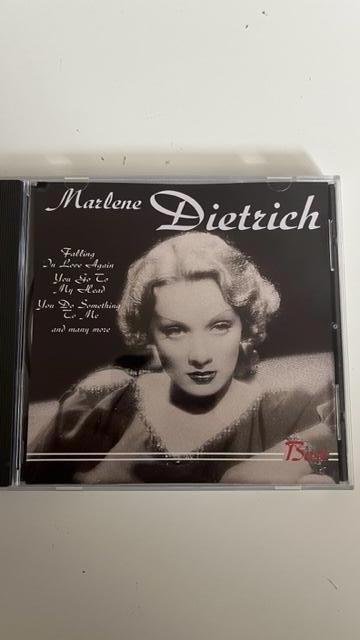 Marlene Dietrich
Falling
In Love Again
You Go To
My Head
You Do Something
To Me
and many more